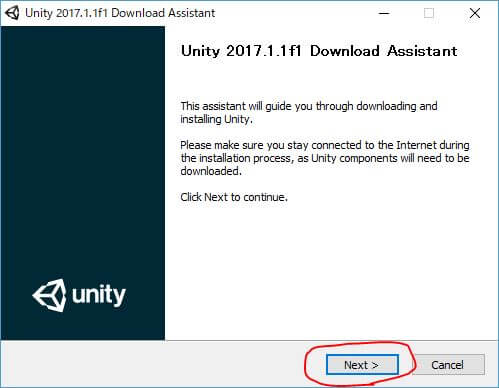 Unity 2017.1.1f1 Download Assistant
Unity 2017.1.1f1 Download Assistant
This assistant will guide you through downloading and
installing Unity.
Please make sure you stay connected to the Internet during
the installation process, as Unity components will need to be
downloaded.
Click Next to continue.
unity
Next >
Cancel